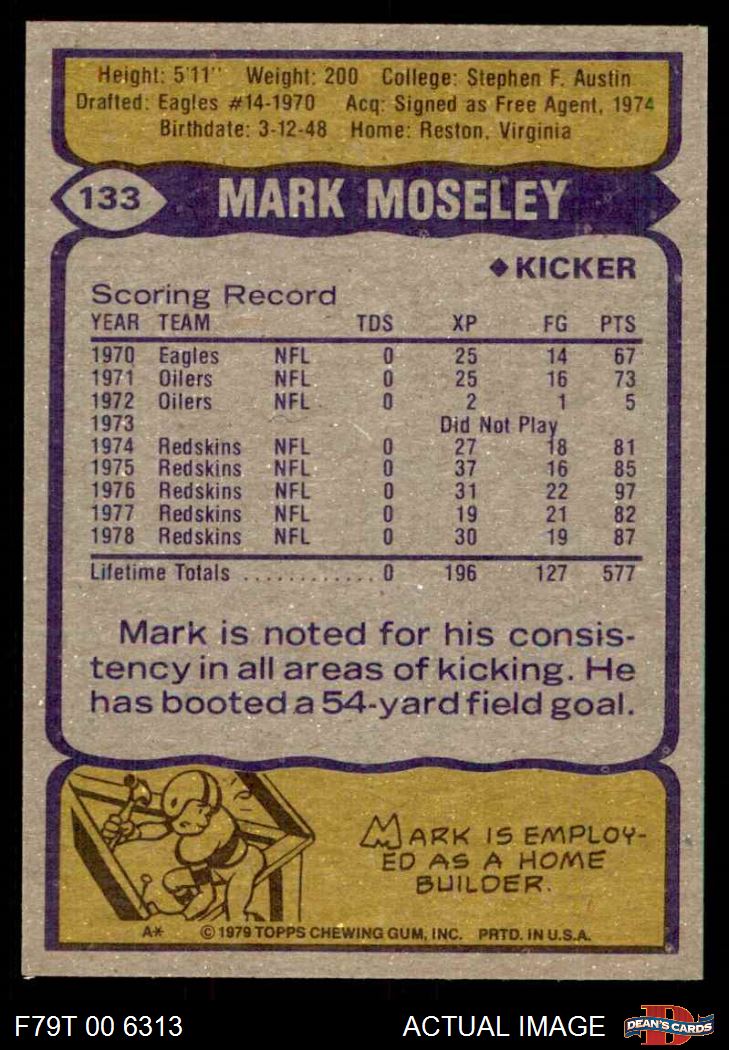 Height: 5'11" Weight: 200 College: Stephen F. Austin
Drafted: Eagles #14-1970 Acq: Signed as Free Agent, 1974
Birthdate: 3-12-48 Home: Reston, Virginia
133 MARK MOSELEY
◆KICKER
Scoring Record
YEAR TEAM TDS XP FG PTS
1970 Eagles NFL 0 25 14 67
1971 Oilers NFL 0 25 16 73
1972 Oilers NFL 0 2 1 5
1973 Did Not Play
1974 Redskins NFL 0 27 18 81
1975 Redskins NFL 0 37 16 85
1976 Redskins NFL 0 31 22 97
1977 Redskins NFL 0 19 21 82
1978 Redskins NFL 0 30 19 87
Lifetime Totals ............. 0 196 127 577
Mark is noted for his consis-
tency in all areas of kicking. He
has booted a 54-yard field goal.
MARK IS EMPLOY-
ED AS A HOME
BUILDER.
A* © 1979 TOPPS CHEWING GUM, INC. PRTD. IN U.S.A.
F79T 00 6313 ACTUAL IMAGE D DEAN'S CARDS